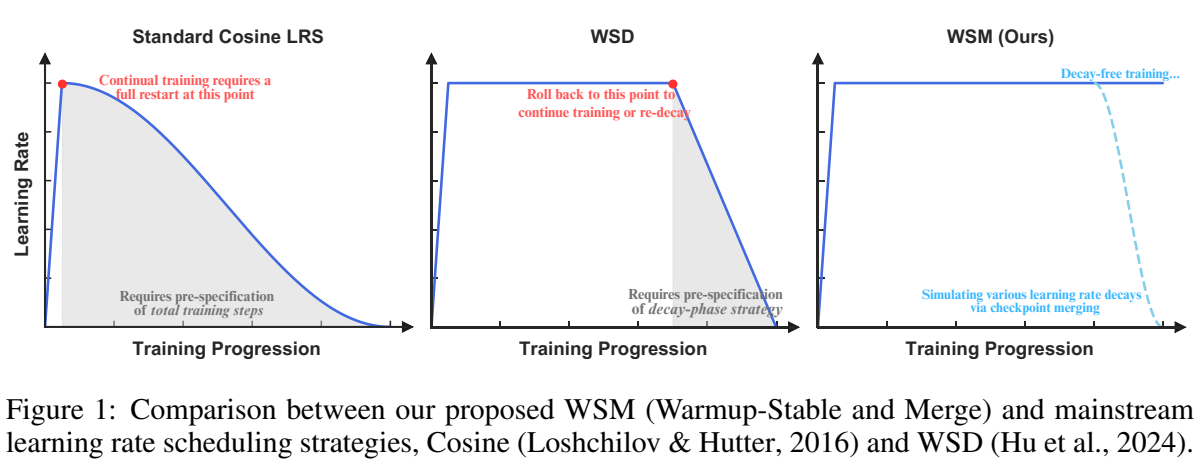 Standard Cosine LRS
Continual training requires a
full restart at this point
Learning Rate
Requires pre-specification
of total training steps
Training Progression
WSD
Roll back to this point to
continue training or re-decay
Requires pre-specification
of decay-phase strategy
Training Progression
WSM (Ours)
Decay-free training...
Simulating various learning rate decays
via checkpoint merging
Training Progression
Figure 1: Comparison between our proposed WSM (Warmup-Stable and Merge) and mainstream
learning rate scheduling strategies, Cosine (Loshchilov & Hutter, 2016) and WSD (Hu et al., 2024).